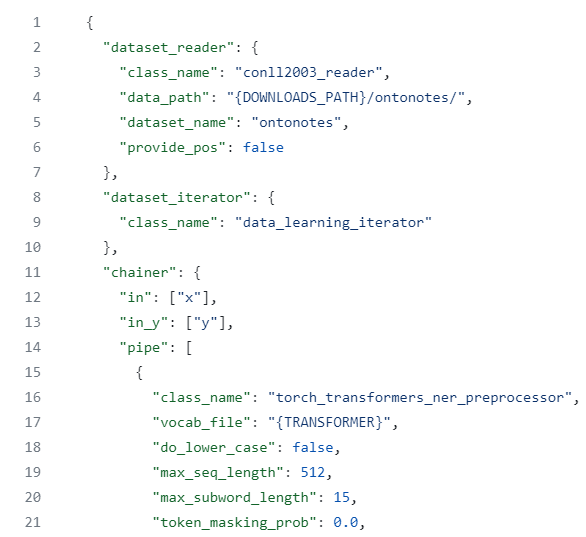 1 {
2 "dataset_reader": {
3 "class_name": "conll2003_reader",
4 "data_path": "{DOWNLOADS_PATH}/ontonotes/",
5 "dataset_name": "ontonotes",
6 "provide_pos": false
7 },
8 "dataset_iterator": {
9 "class_name": "data_learning_iterator"
10 },
11 "chainer": {
12 "in": ["x"],
13 "in_y": ["y"],
14 "pipe": [
15 {
16 "class_name": "torch_transformers_ner_preprocessor",
17 "vocab_file": "{TRANSFORMER}",
18 "do_lower_case": false,
19 "max_seq_length": 512,
20 "max_subword_length": 15,
21 "token_masking_prob": 0.0,